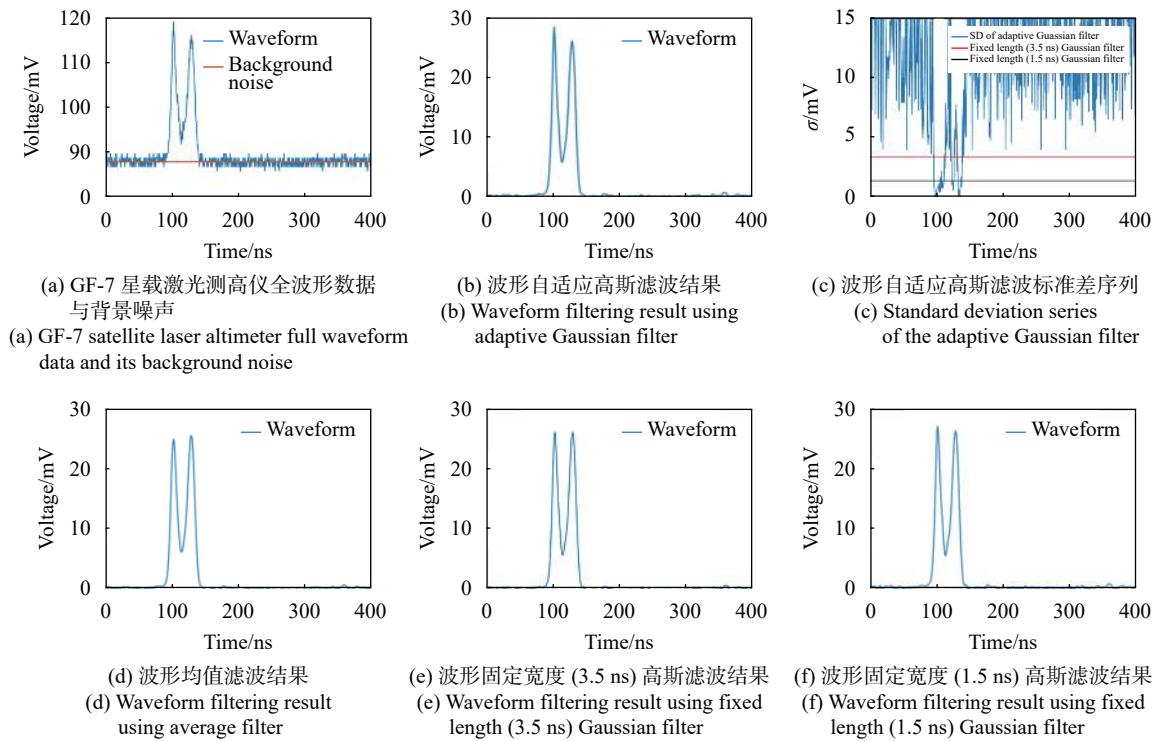 120
110
100
90
0
Voltage/mV
Waveform
Background
noise
0 100 200 300 400
Time/ns
(a) GF-7 星载激光测高仪全波形数据
与背景噪声
(a) GF-7 satellite laser altimeter full waveform
data and its background noise
30
20
10
0
Voltage/mV
Waveform
0 100 200 300 400
Time/ns
(b) 波形自适应高斯滤波结果
(b) Waveform filtering result using
adaptive Gaussian filter
15
10
5
0
σ/mV
SD of adaptive Guassian filter
Fixed length (3.5 ns) Gaussian filter
Fixed length (1.5 ns) Gaussian filter
0 100 200 300 400
Time/ns
(c) 波形自适应高斯滤波标准差序列
(c) Standard deviation series
of the adaptive Gaussian filter
30
20
10
0
Voltage/mV
Waveform
0 100 200 300 400
Time/ns
(d) 波形均值滤波结果
(d) Waveform filtering result
using average filter
30
20
10
0
Voltage/mV
Waveform
0 100 200 300 400
Time/ns
(e) 波形固定宽度 (3.5 ns) 高斯滤波结果
(e) Waveform filtering result using fixed
length (3.5 ns) Gaussian filter
30
20
10
0
Voltage/mV
Waveform
0 100 200 300 400
Time/ns
(f) 波形固定宽度 (1.5 ns) 高斯滤波结果
(f) Waveform filtering result using fixed
length (1.5 ns) Gaussian filter